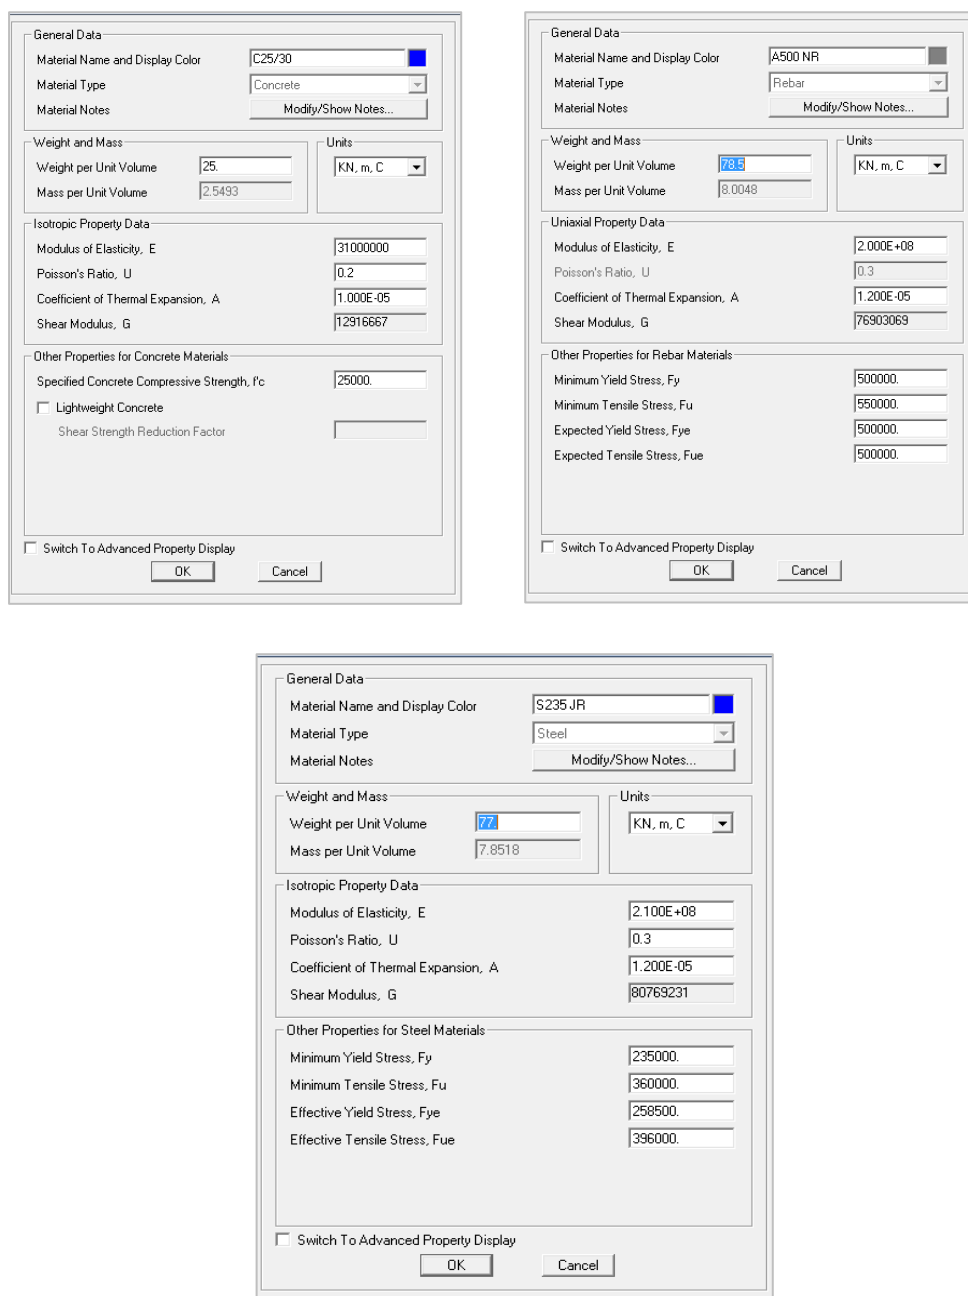 General Data
Material Name and Display Color C25/30
Material Type Concrete
Material Notes Modify/Show Notes...
Weight and Mass Units
Weight per Unit Volume 25. KN, m, C
Mass per Unit Volume 2.5493
Isotropic Property Data
Modulus of Elasticity, E 31000000
Poisson's Ratio, U 0.2
Coefficient of Thermal Expansion, A 1.000E-05
Shear Modulus, G 12916667
Other Properties for Concrete Materials
Specified Concrete Compressive Strength, f'c 25000.
Lightweight Concrete
Shear Strength Reduction Factor
Switch To Advanced Property Display
OK Cancel
General Data
Material Name and Display Color A500 NR
Material Type Rebar
Material Notes Modify/Show Notes...
Weight and Mass Units
Weight per Unit Volume 78.5 KN, m, C
Mass per Unit Volume 8.0048
Uniaxial Property Data
Modulus of Elasticity, E 2.000E+08
Poisson's Ratio, U 0.3
Coefficient of Thermal Expansion, A 1.200E-05
Shear Modulus, G 76903069
Other Properties for Rebar Materials
Minimum Yield Stress, Fy 500000.
Minimum Tensile Stress, Fu 550000.
Expected Yield Stress, Fye 500000.
Expected Tensile Stress, Fue 500000.
Switch To Advanced Property Display
OK Cancel
General Data
Material Name and Display Color S235 JR
Material Type Steel
Material Notes Modify/Show Notes...
Weight and Mass Units
Weight per Unit Volume 77. KN, m, C
Mass per Unit Volume 7.8518
Isotropic Property Data
Modulus of Elasticity, E 2.100E+08
Poisson's Ratio, U 0.3
Coefficient of Thermal Expansion, A 1.200E-05
Shear Modulus, G 80769231
Other Properties for Steel Materials
Minimum Yield Stress, Fy 235000.
Minimum Tensile Stress, Fu 360000.
Effective Yield Stress, Fye 258500.
Effective Tensile Stress, Fue 396000.
Switch To Advanced Property Display
OK Cancel